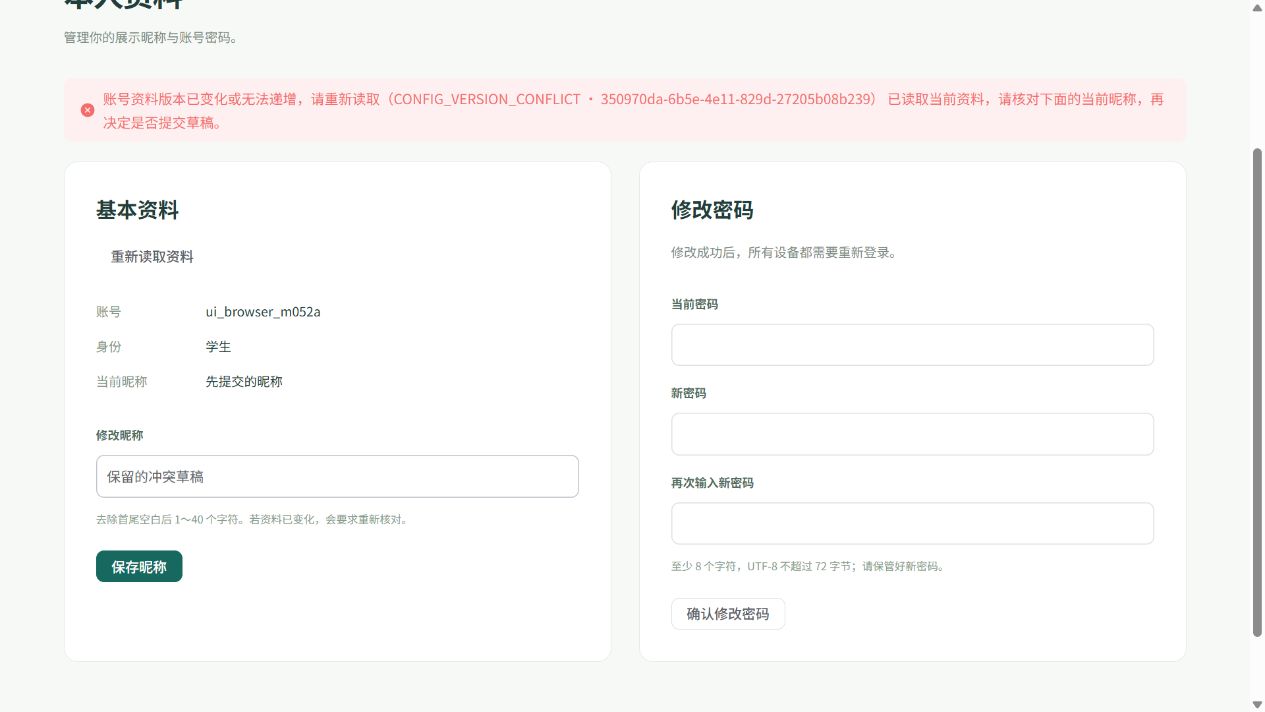 本人资料
管理你的展示昵称与账号密码。
账号资料版本已变化或无法递增，请重新读取（CONFIG_VERSION_CONFLICT · 350970da-6b5e-4e11-829d-27205b08b239） 已读取当前资料，请核对下面的当前昵称，再
决定是否提交草稿。
基本资料
重新读取资料
账号 ui_browser_m052a
身份 学生
当前昵称 先提交的昵称
修改昵称
保留的冲突草稿
去除首尾空白后 1～40 个字符。若资料已变化，会要求重新核对。
保存昵称
修改密码
修改成功后，所有设备都需要重新登录。
当前密码
新密码
再次输入新密码
至少 8 个字符，UTF-8 不超过 72 字节；请保管好新密码。
确认修改密码